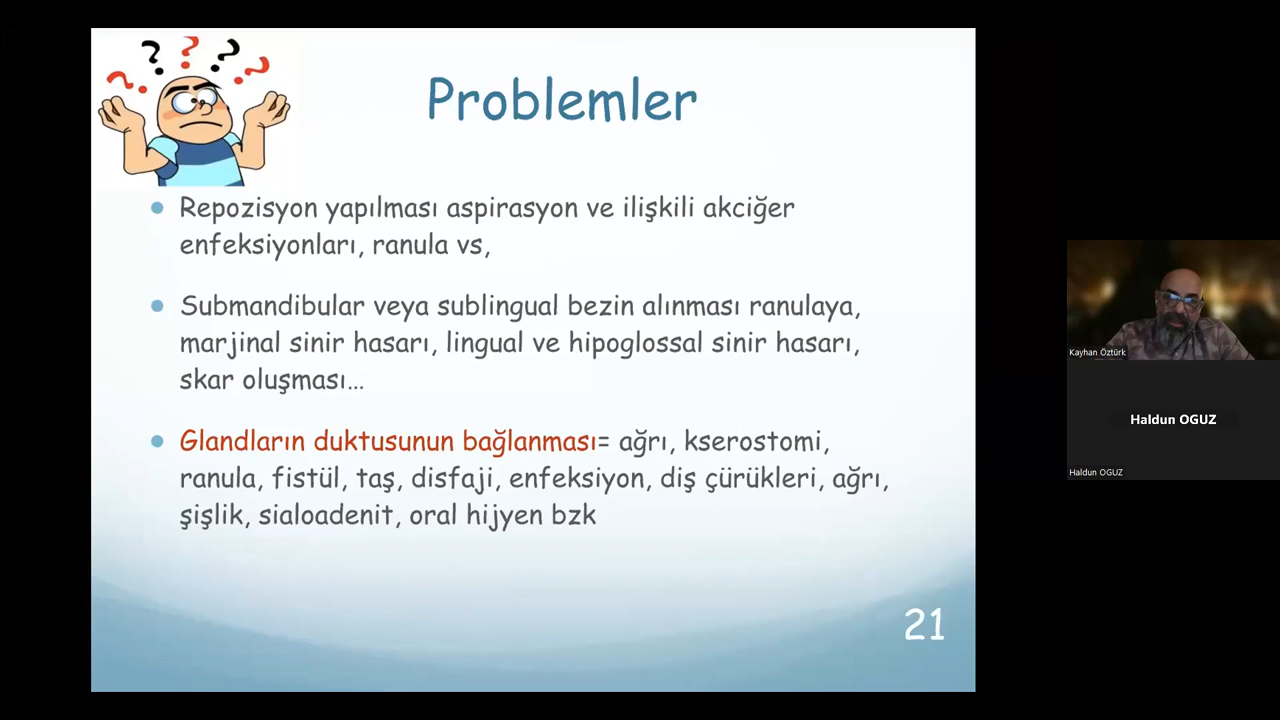 Problemler
Repozisyon yapılması aspirasyon ve ilişkili akciğer
enfeksiyonları, ranula vs,
Submandibular veya sublingual bezin alınması ranulaya,
marjinal sinir hasarı, lingual ve hipoglossal sinir hasarı,
skar oluşması...
Glandların duktusunun bağlanması= ağrı, kserostomi,
ranula, fistül, taş, disfaji, enfeksiyon, diş çürükleri, ağrı,
şişlik, sialoadenit, oral hijyen bzk
21
Kayhan Öztürk
Haldun OGUZ
Haldun OGUZ